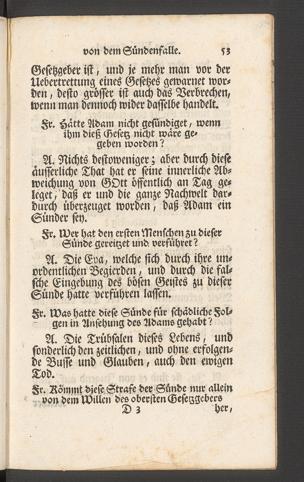 von dem Sündenfalle. 53
Gesetzgeber ist, und je mehr man vor der
Uebertrettung eines Gesetzes gewarnet wor-
den, desto grösser ist auch das Verbrechen,
wenn man dennoch wider dasselbe handelt.
Fr. Hätte Adam nicht gesündiget, wenn
ihm dieß Gesetz nicht wäre ge-
geben worden?
A. Nichts destoweniger; aber durch diese
äusserliche That hat er seine innerliche Ab-
weichung von GOtt öffentlich an Tag ge-
leget, daß er und die ganze Nachwelt dar-
durch überzeuget worden, daß Adam ein
Sünder sey.
Fr. Wer hat den ersten Menschen zu dieser
Sünde gereitzet und verführet?
A. Die Eva, welche sich durch ihre un-
ordentlichen Begierden, und durch die fal-
sche Eingebung des bösen Geistes zu dieser
Sünde hatte verführen lassen.
Fr. Was hatte diese Sünde für schädliche Fol-
gen in Ansehung des Adams gehabt?
A. Die Trübsalen dieses Lebens, und
sonderlich den zeitlichen, und ohne erfolgen-
de Busse und Glauben, auch den ewigen
Tod.
Fr. Kömmt diese Strafe der Sünde nur allein
von dem Willen des obersten Gesetzgebers
D 3 her,